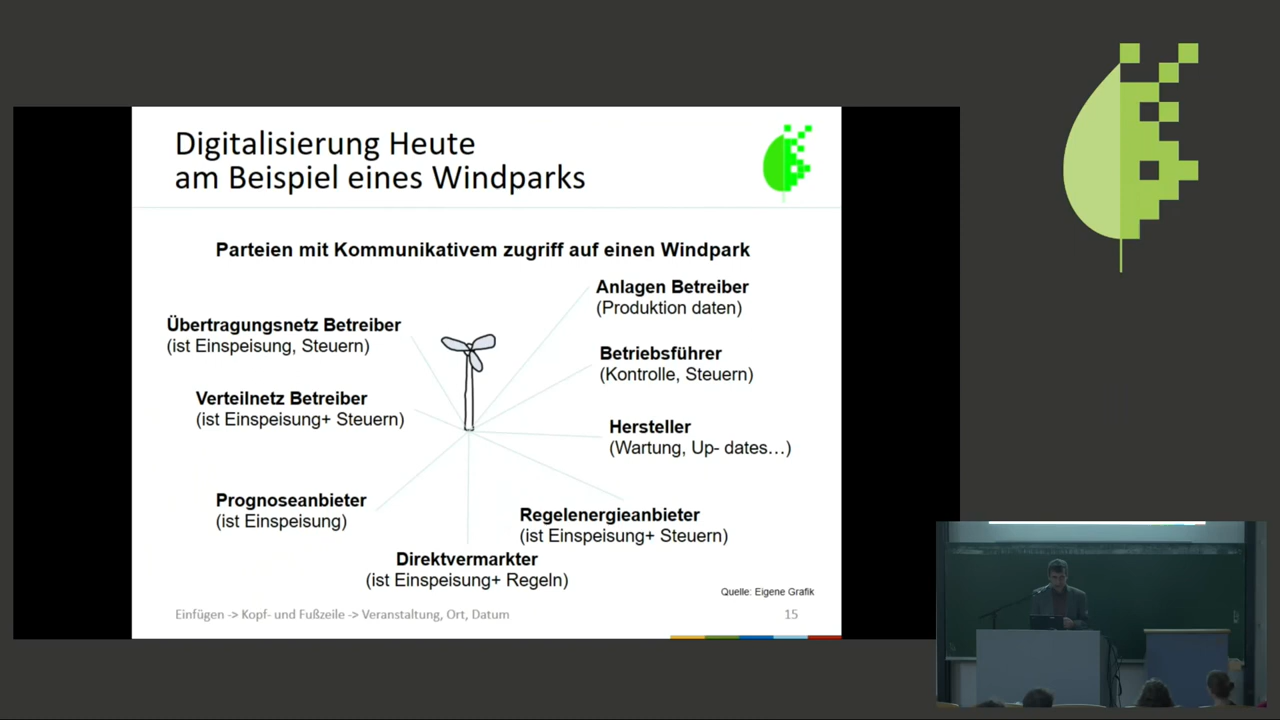 Digitalisierung Heute
am Beispiel eines Windparks
Parteien mit Kommunikativem zugriff auf einen Windpark
Anlagen Betreiber
(Produktion daten)
Übertragungsnetz Betreiber
(ist Einspeisung, Steuern)
Betriebsführer
(Kontrolle, Steuern)
Verteilnetz Betreiber
(ist Einspeisung+ Steuern)
Hersteller
(Wartung, Up- dates…)
Prognoseanbieter
(ist Einspeisung)
Regelenergieanbieter
(ist Einspeisung+ Steuern)
Direktvermarkter
(ist Einspeisung+ Regeln)
Quelle: Eigene Grafik
Einfügen -> Kopf- und Fußzeile -> Veranstaltung, Ort, Datum
15